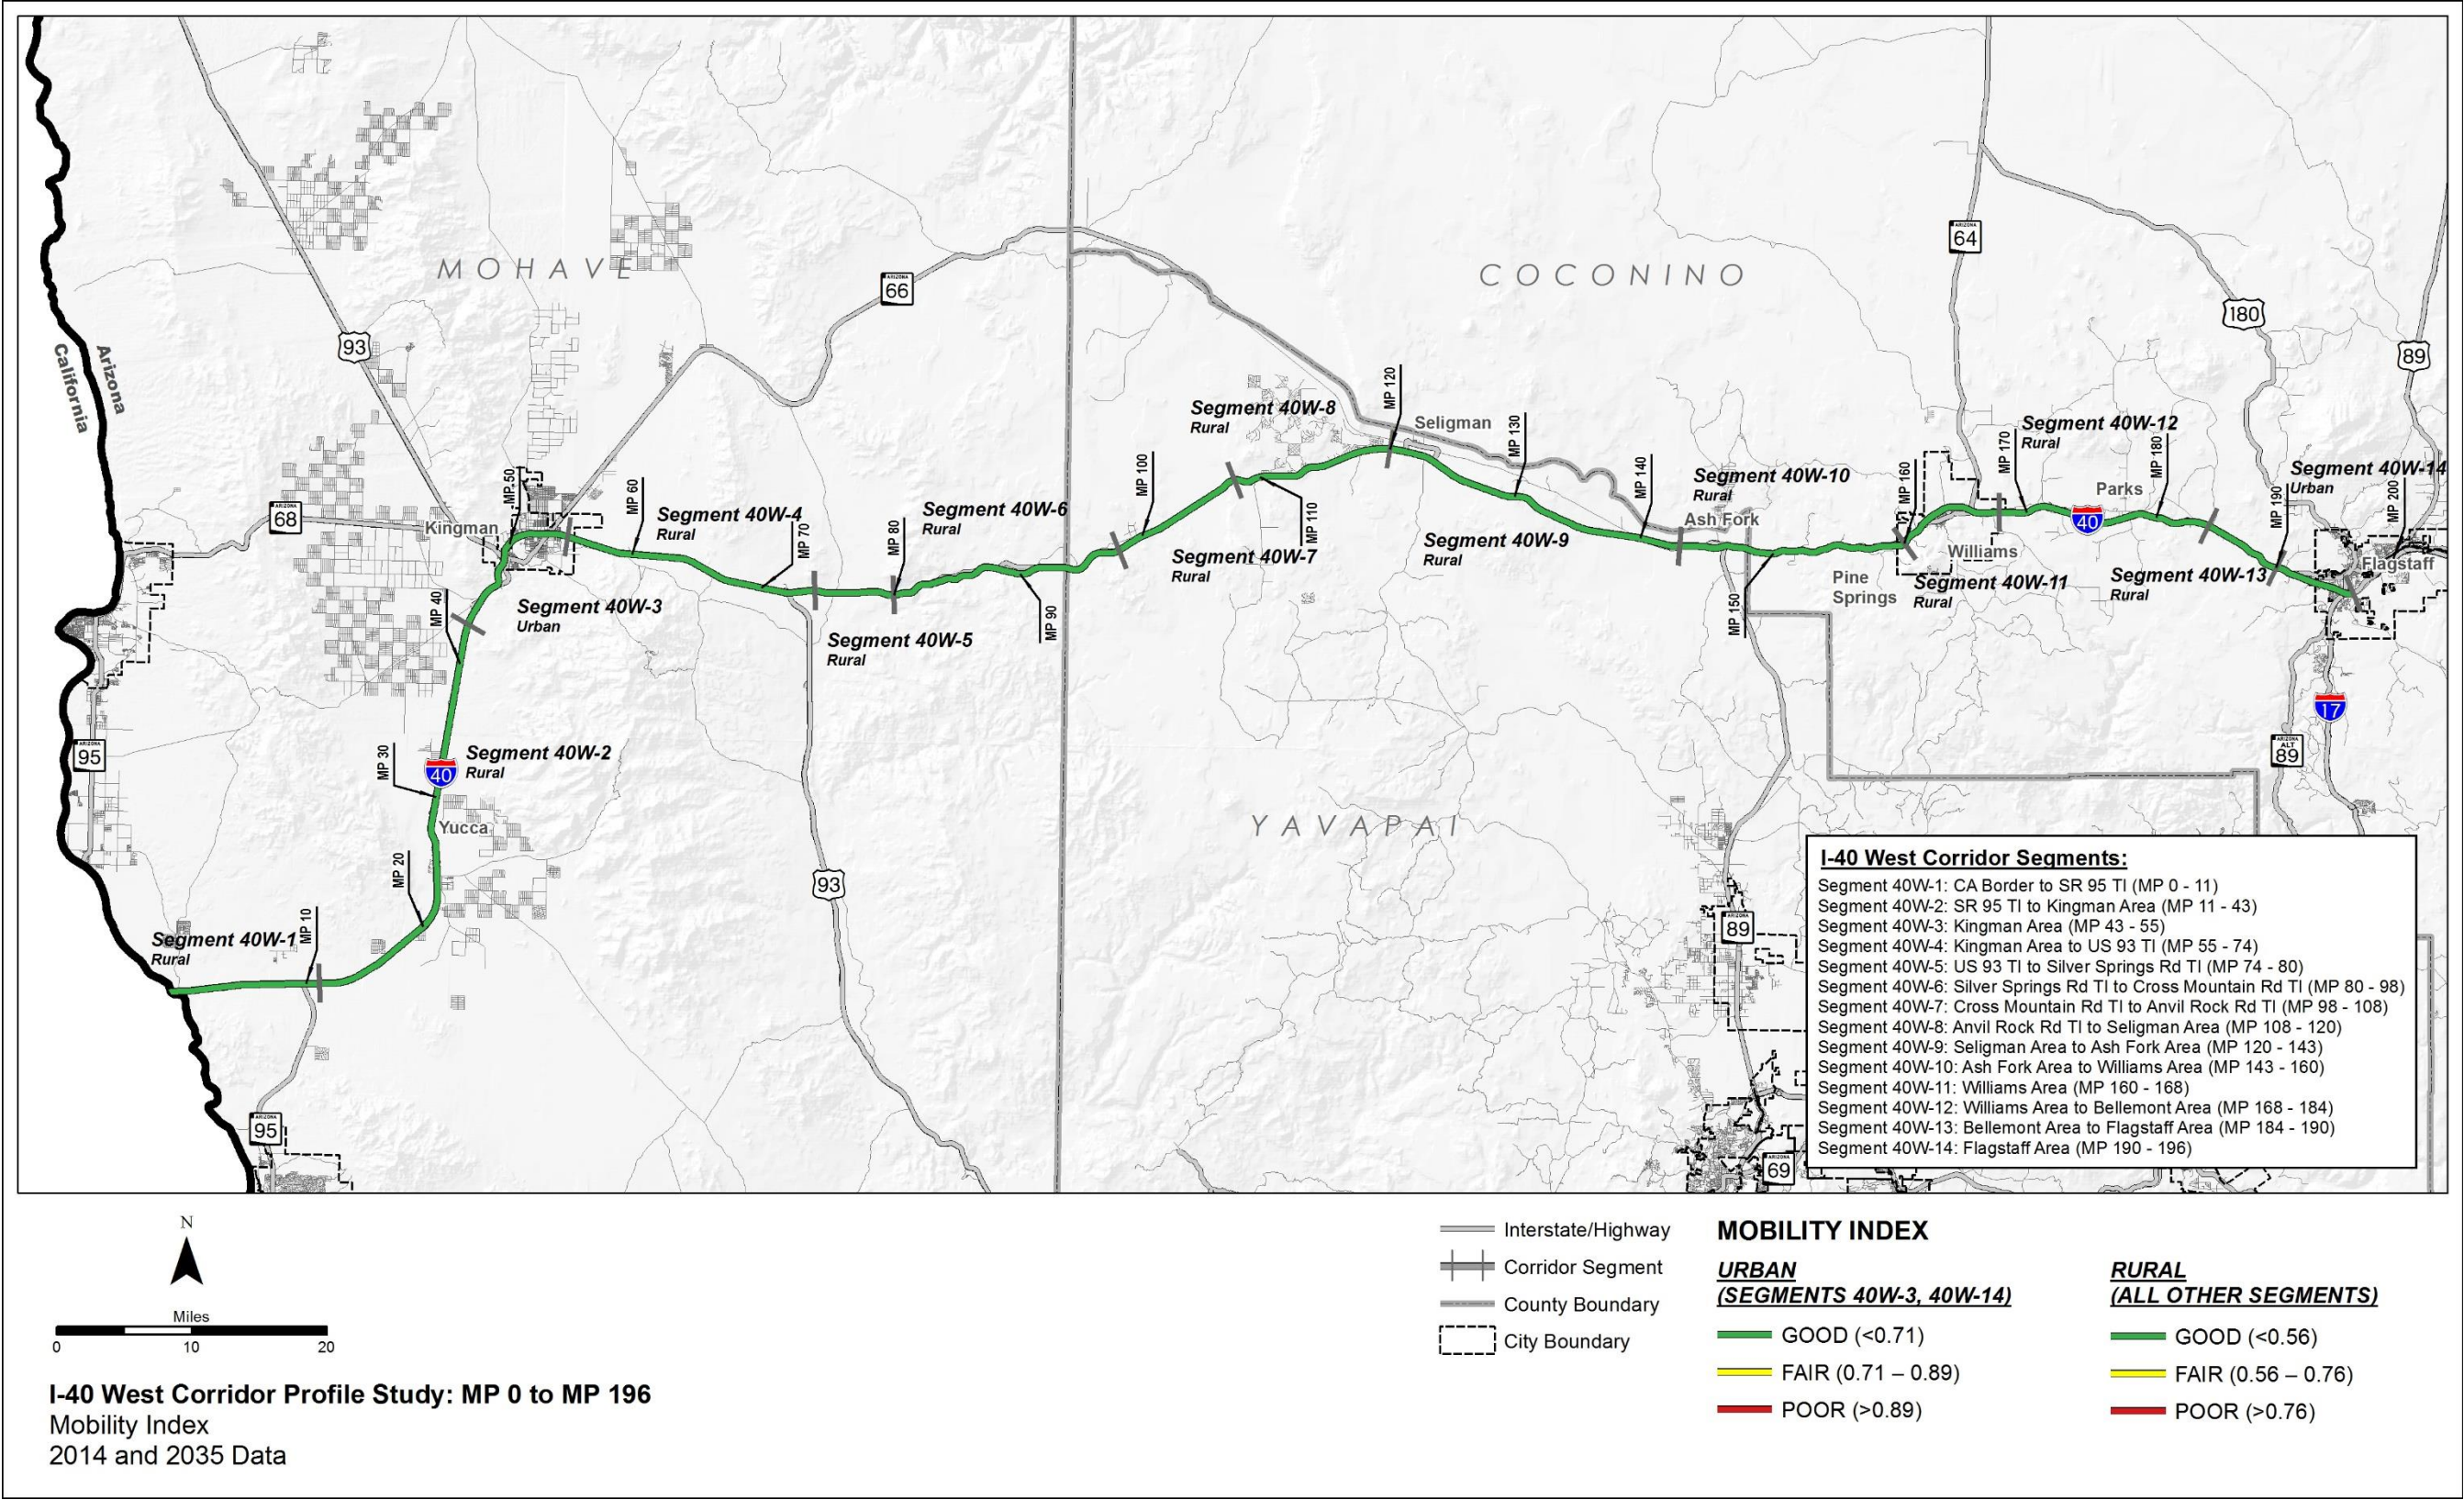 MOHAVE
COCONINO
YAVAPAI
Arizona
California
ARIZONA
64
ARIZONA
66
180
89
93
ARIZONA
68
Kingman
Seligman
Ash Fork
Pine
Springs
Williams
Parks
Flagstaff
Yucca
Segment 40W-8
Rural
Segment 40W-12
Rural
Segment 40W-14
Urban
Segment 40W-10
Rural
Segment 40W-6
Rural
Segment 40W-4
Rural
Segment 40W-9
Rural
Segment 40W-7
Rural
Segment 40W-13
Rural
Segment 40W-11
Rural
Segment 40W-3
Urban
Segment 40W-5
Rural
Segment 40W-2
Rural
Segment 40W-1
Rural
MP 10
MP 20
MP 30
MP 40
MP 50
MP 60
MP 70
MP 80
MP 90
MP 100
MP 110
MP 120
MP 130
MP 140
MP 150
MP 160
MP 170
MP 180
MP 190
MP 200
40
40
17
ARIZONA
95
ARIZONA
ALT
89
93
ARIZONA
89
ARIZONA
95
ARIZONA
69
I-40 West Corridor Segments:
Segment 40W-1: CA Border to SR 95 TI (MP 0 - 11)
Segment 40W-2: SR 95 TI to Kingman Area (MP 11 - 43)
Segment 40W-3: Kingman Area (MP 43 - 55)
Segment 40W-4: Kingman Area to US 93 TI (MP 55 - 74)
Segment 40W-5: US 93 TI to Silver Springs Rd TI (MP 74 - 80)
Segment 40W-6: Silver Springs Rd TI to Cross Mountain Rd TI (MP 80 - 98)
Segment 40W-7: Cross Mountain Rd TI to Anvil Rock Rd TI (MP 98 - 108)
Segment 40W-8: Anvil Rock Rd TI to Seligman Area (MP 108 - 120)
Segment 40W-9: Seligman Area to Ash Fork Area (MP 120 - 143)
Segment 40W-10: Ash Fork Area to Williams Area (MP 143 - 160)
Segment 40W-11: Williams Area (MP 160 - 168)
Segment 40W-12: Williams Area to Bellemont Area (MP 168 - 184)
Segment 40W-13: Bellemont Area to Flagstaff Area (MP 184 - 190)
Segment 40W-14: Flagstaff Area (MP 190 - 196)
N
Miles
0 10 20
I-40 West Corridor Profile Study: MP 0 to MP 196
Mobility Index
2014 and 2035 Data
Interstate/Highway
Corridor Segment
County Boundary
City Boundary
MOBILITY INDEX
URBAN
(SEGMENTS 40W-3, 40W-14)
GOOD (<0.71)
FAIR (0.71 – 0.89)
POOR (>0.89)
RURAL
(ALL OTHER SEGMENTS)
GOOD (<0.56)
FAIR (0.56 – 0.76)
POOR (>0.76)